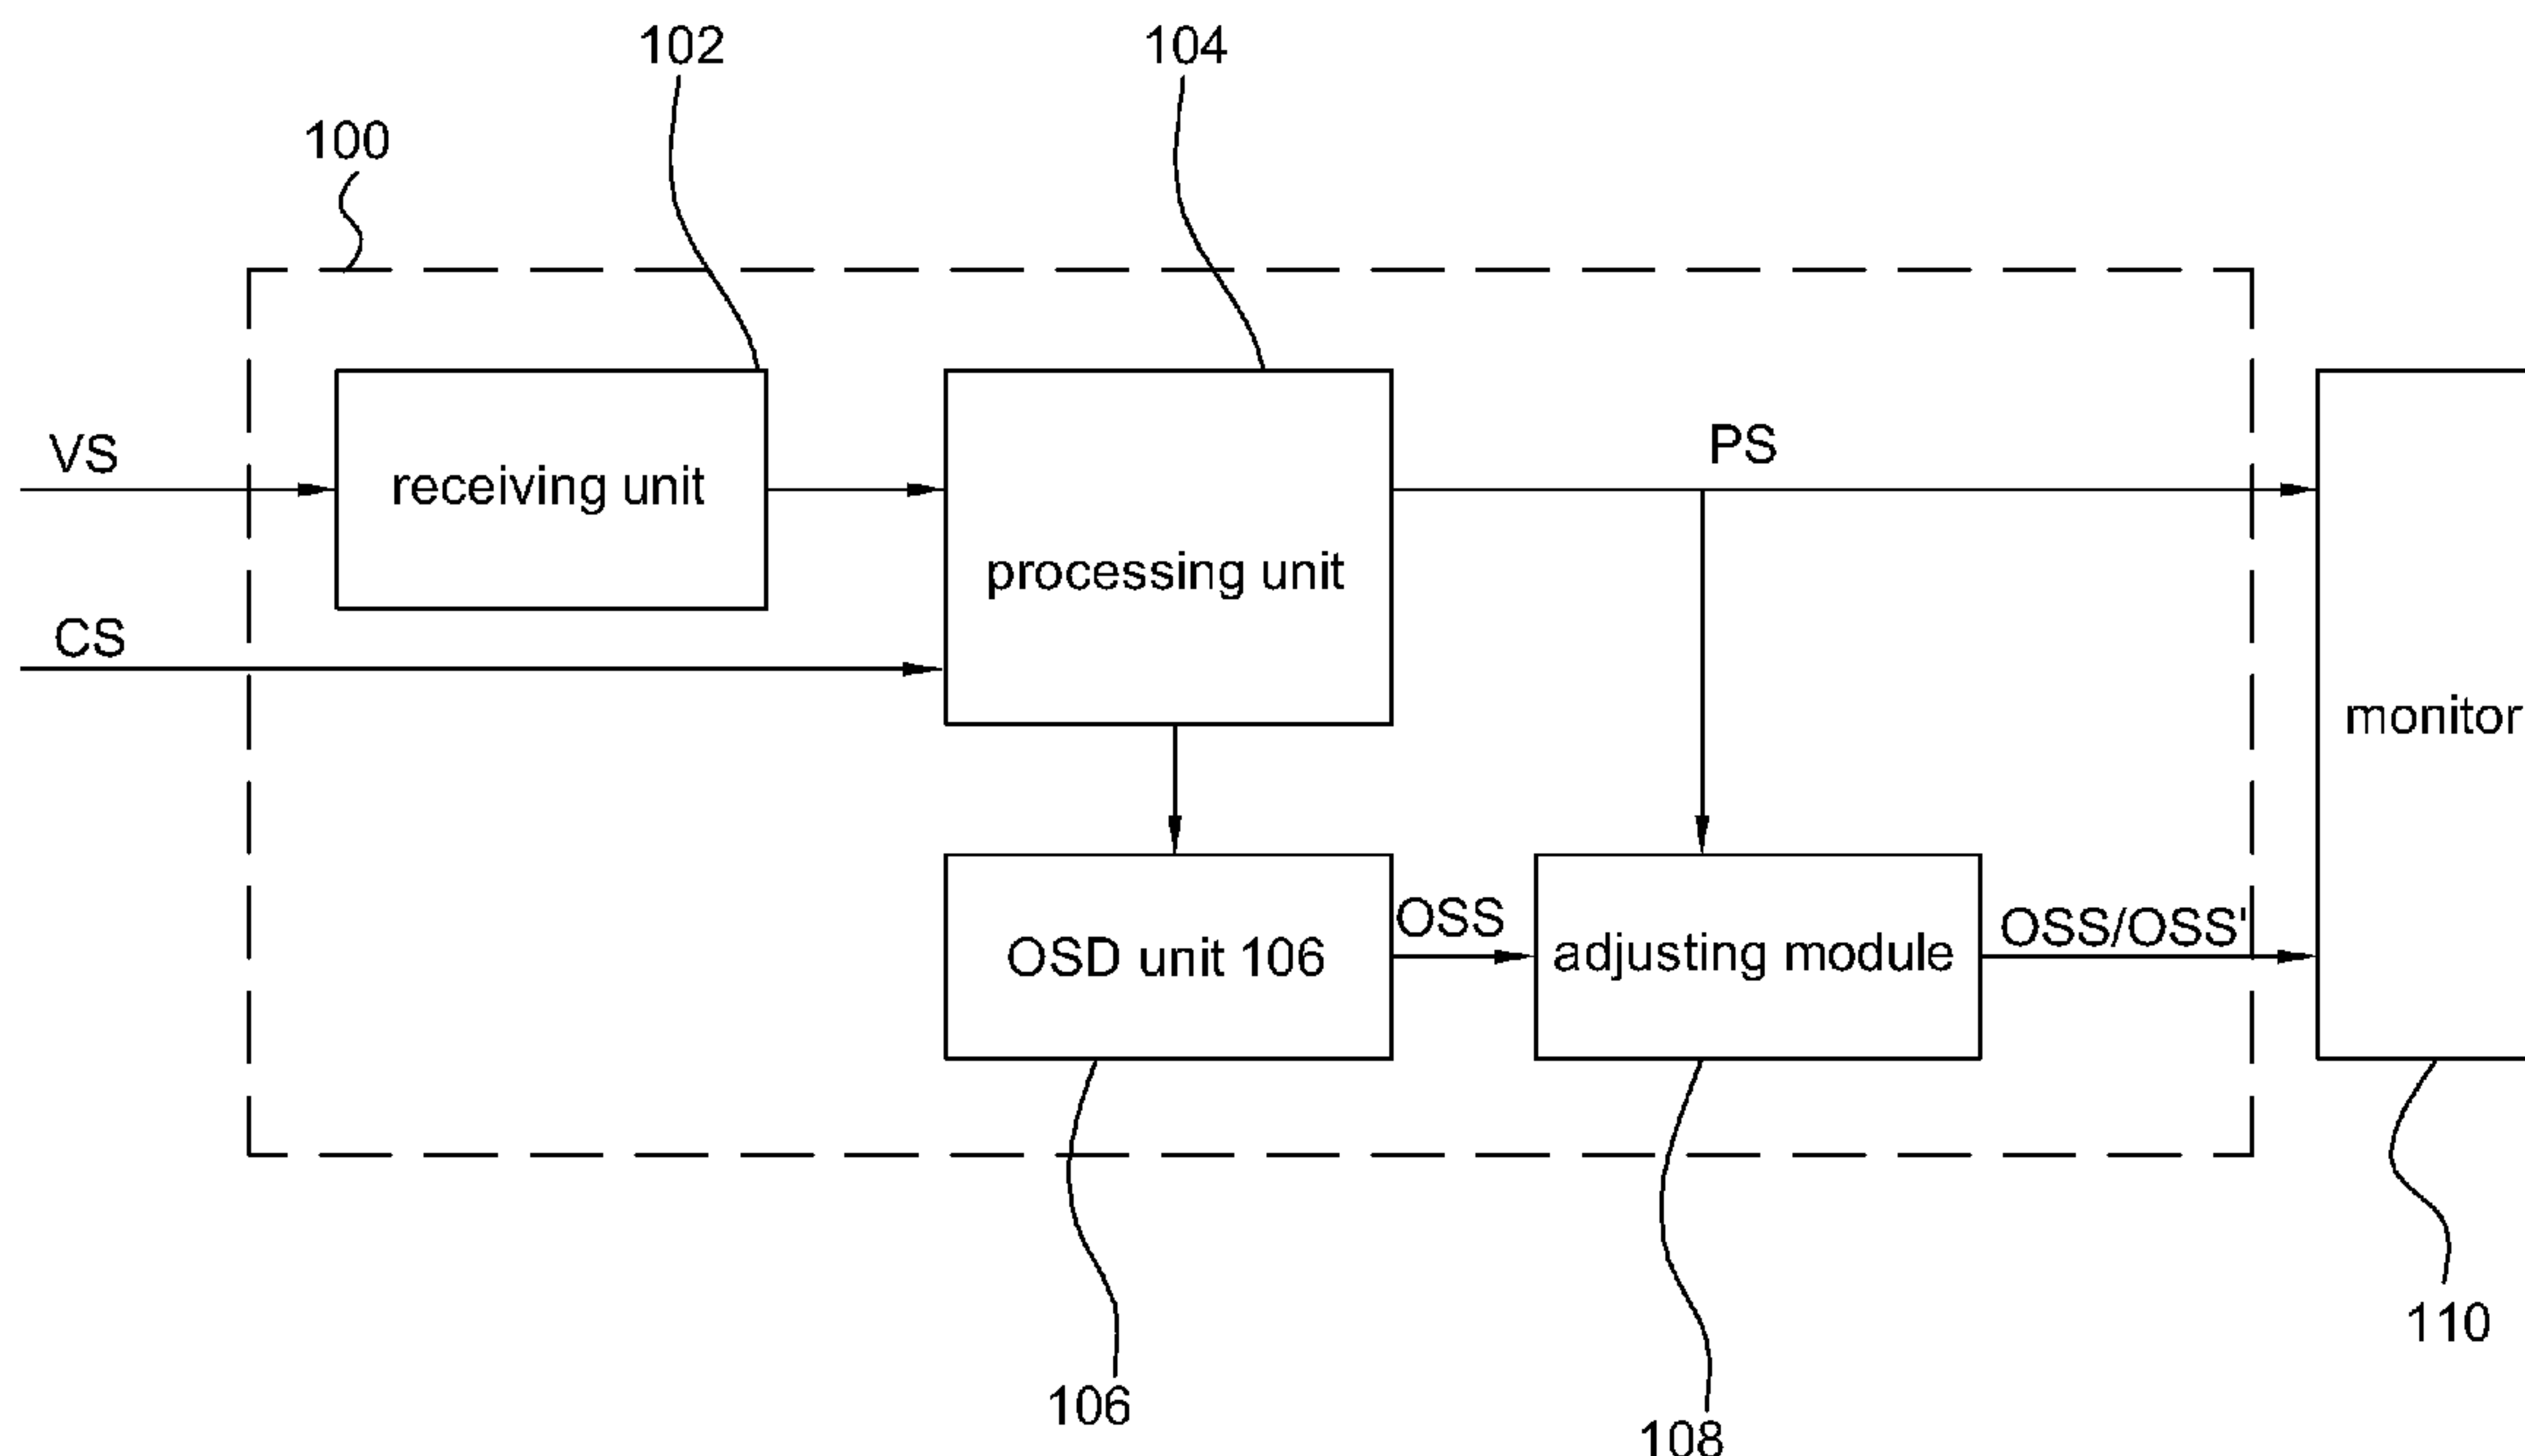 102
104
100
VS
receiving unit
PS
processing unit
CS
monitor
OSS
OSS/OSS'
OSD unit 106
adjusting module
110
106
108